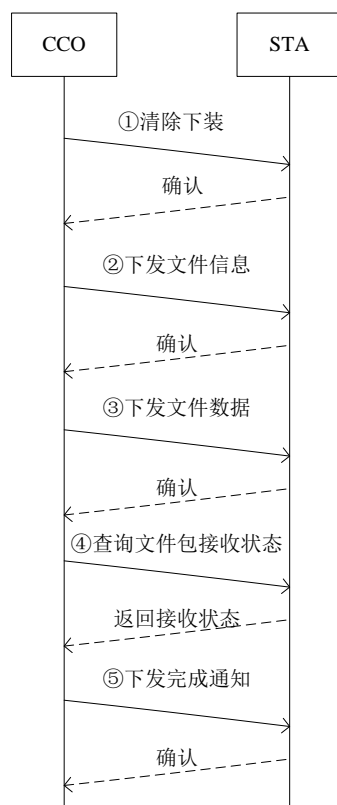 CCO
STA
①清除下装
确认
②下发文件信息
确认
③下发文件数据
确认
④查询文件包接收状态
返回接收状态
⑤下发完成通知
确认